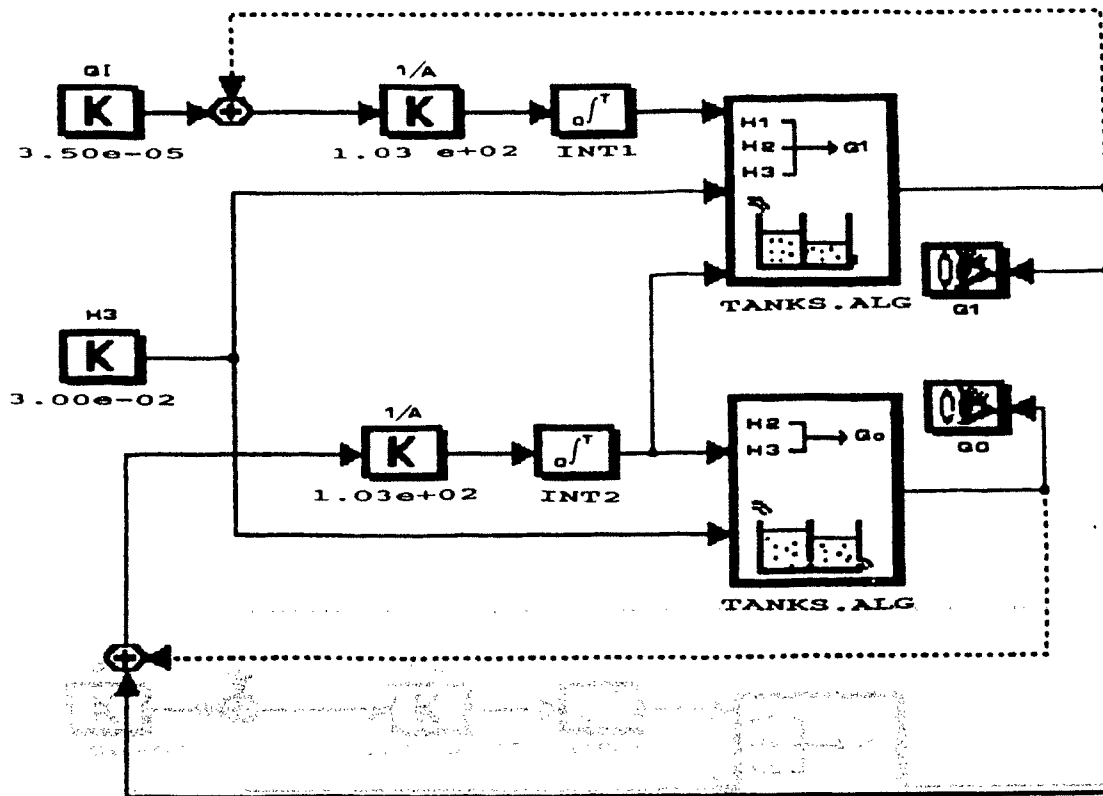 QI
K
3.50e-05
1/A
K
1.03 e+02
INT1
H1
H2
H3
Q1
TANKS.ALG
Q1
H3
K
3.00e-02
1/A
K
1.03e+02
INT2
H2
H3
Qo
TANKS.ALG
QO